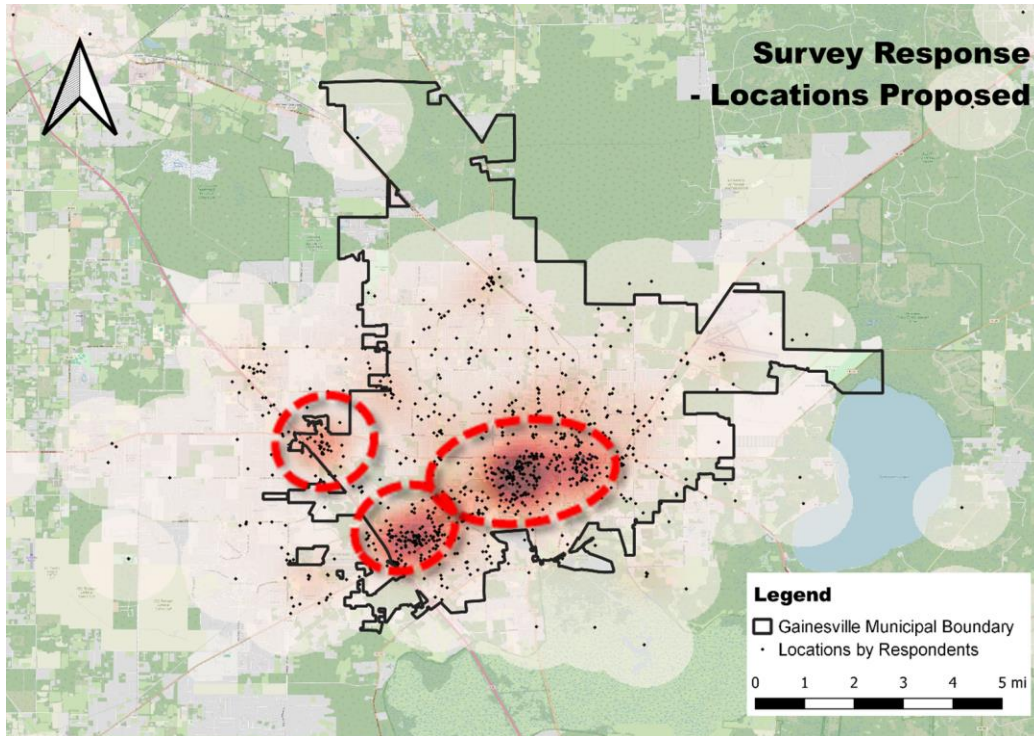 Survey Response
- Locations Proposed
Legend
Gainesville Municipal Boundary
Locations by Respondents
0 1 2 3 4 5 mi